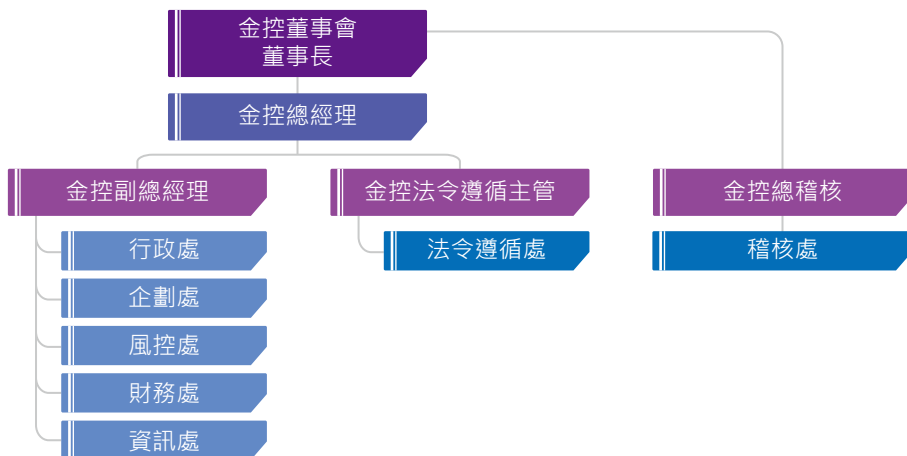 金控董事會
董事長
金控總經理
金控副總經理
金控法令遵循主管
金控總稽核
行政處
法令遵循處
稽核處
企劃處
風控處
財務處
資訊處